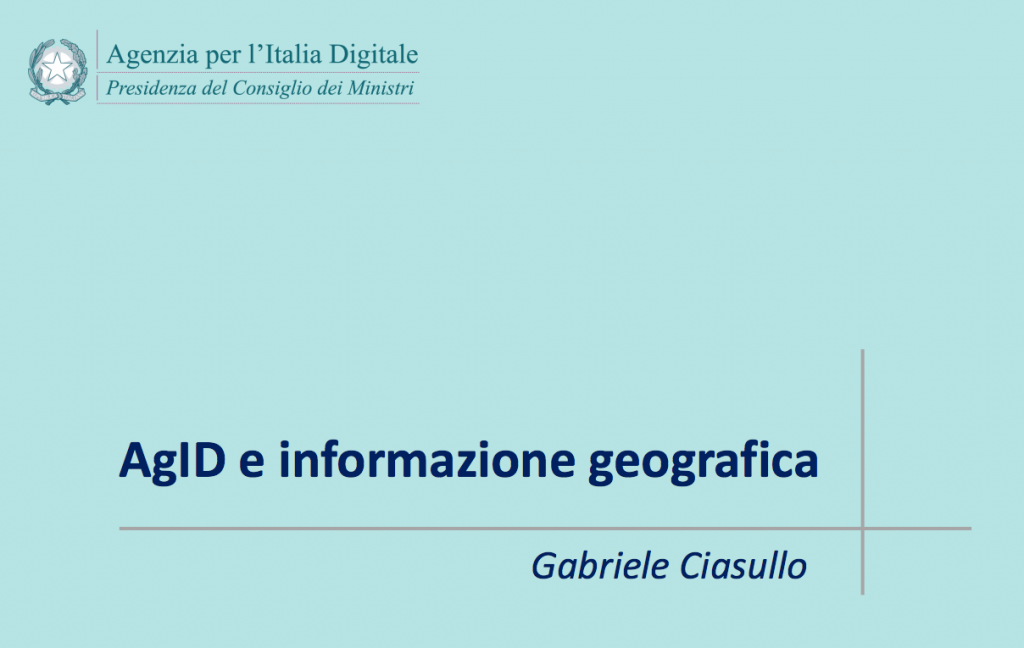 Agenzia per l’Italia Digitale
Presidenza del Consiglio dei Ministri
AgID e informazione geografica
Gabriele Ciasullo